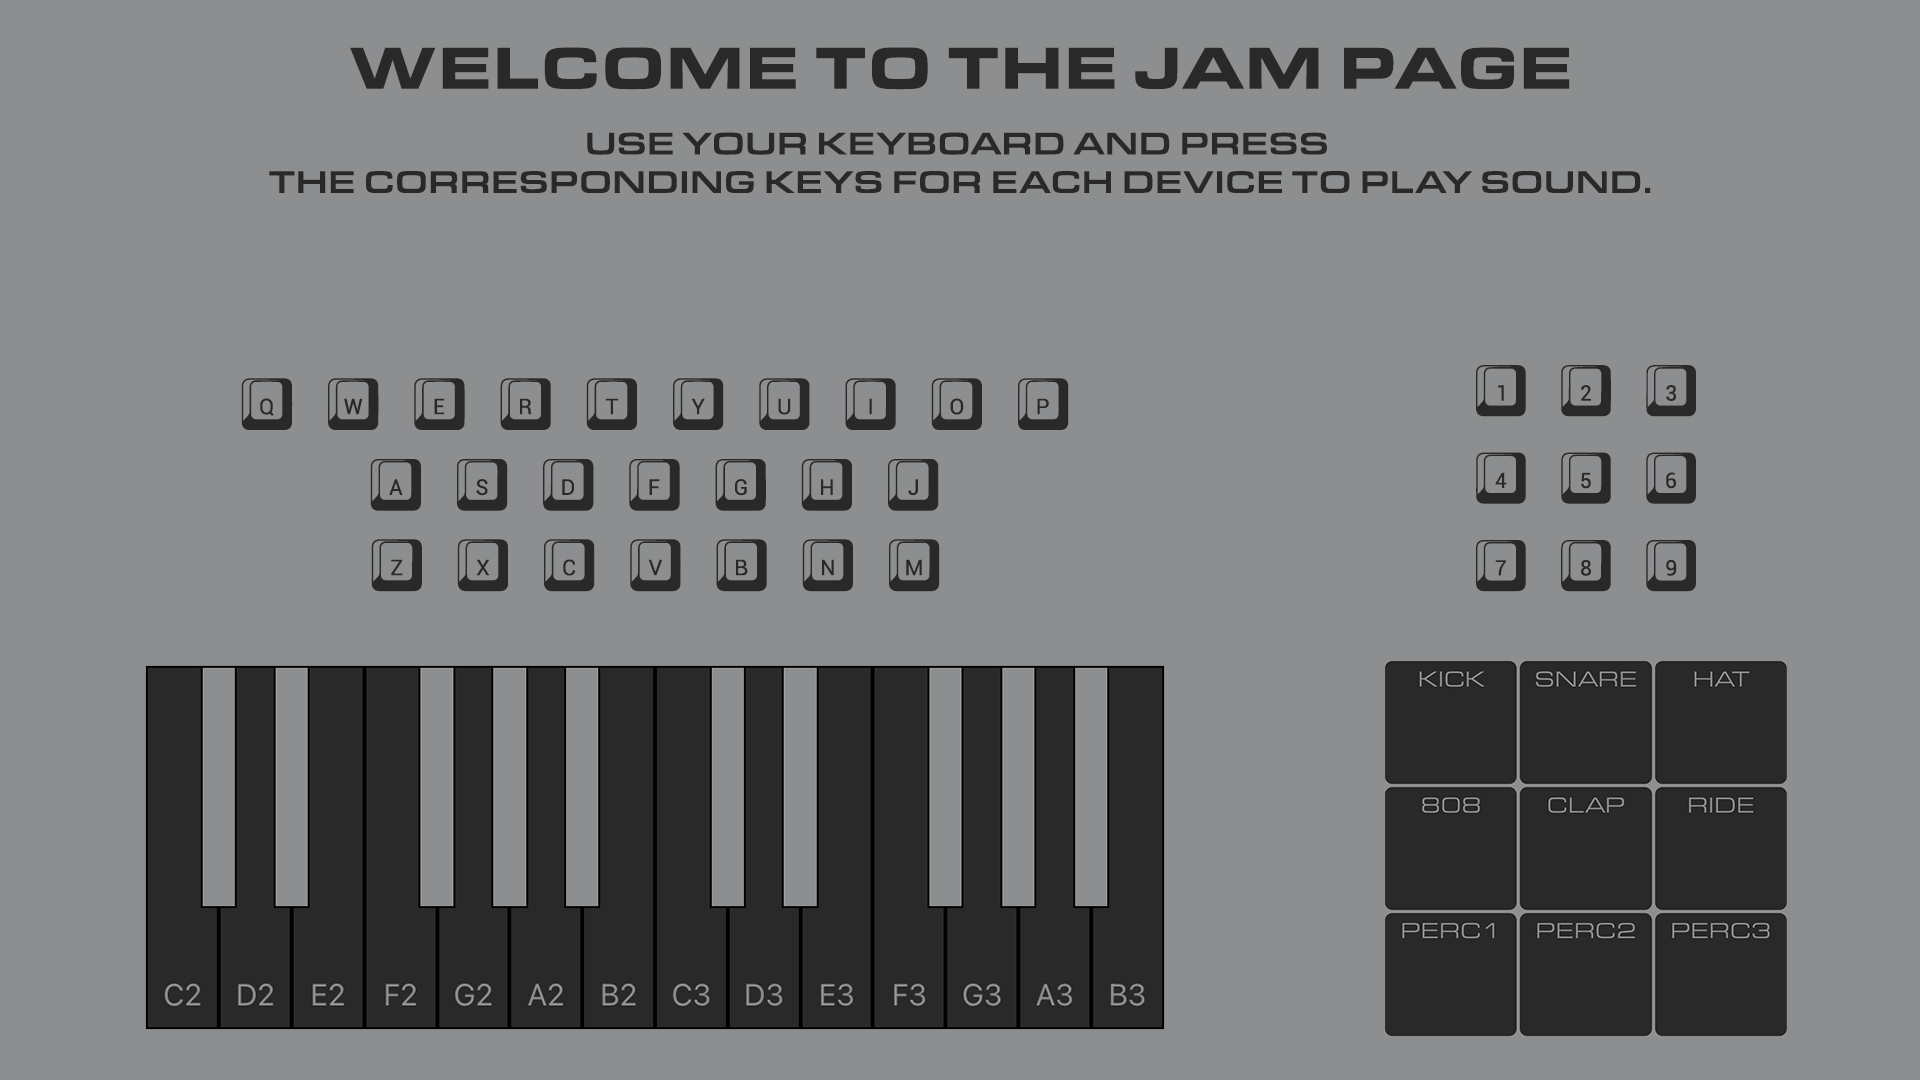 WELCOME TO THE JAM PAGE
USE YOUR KEYBOARD AND PRESS
THE CORRESPONDING KEYS FOR EACH DEVICE TO PLAY SOUND.
Q W E R T Y U I O P
A S D F G H J
Z X C V B N M
1 2 3
4 5 6
7 8 9
C2 D2 E2 F2 G2 A2 B2 C3 D3 E3 F3 G3 A3 B3
KICK SNARE HAT
808 CLAP RIDE
PERC1 PERC2 PERC3